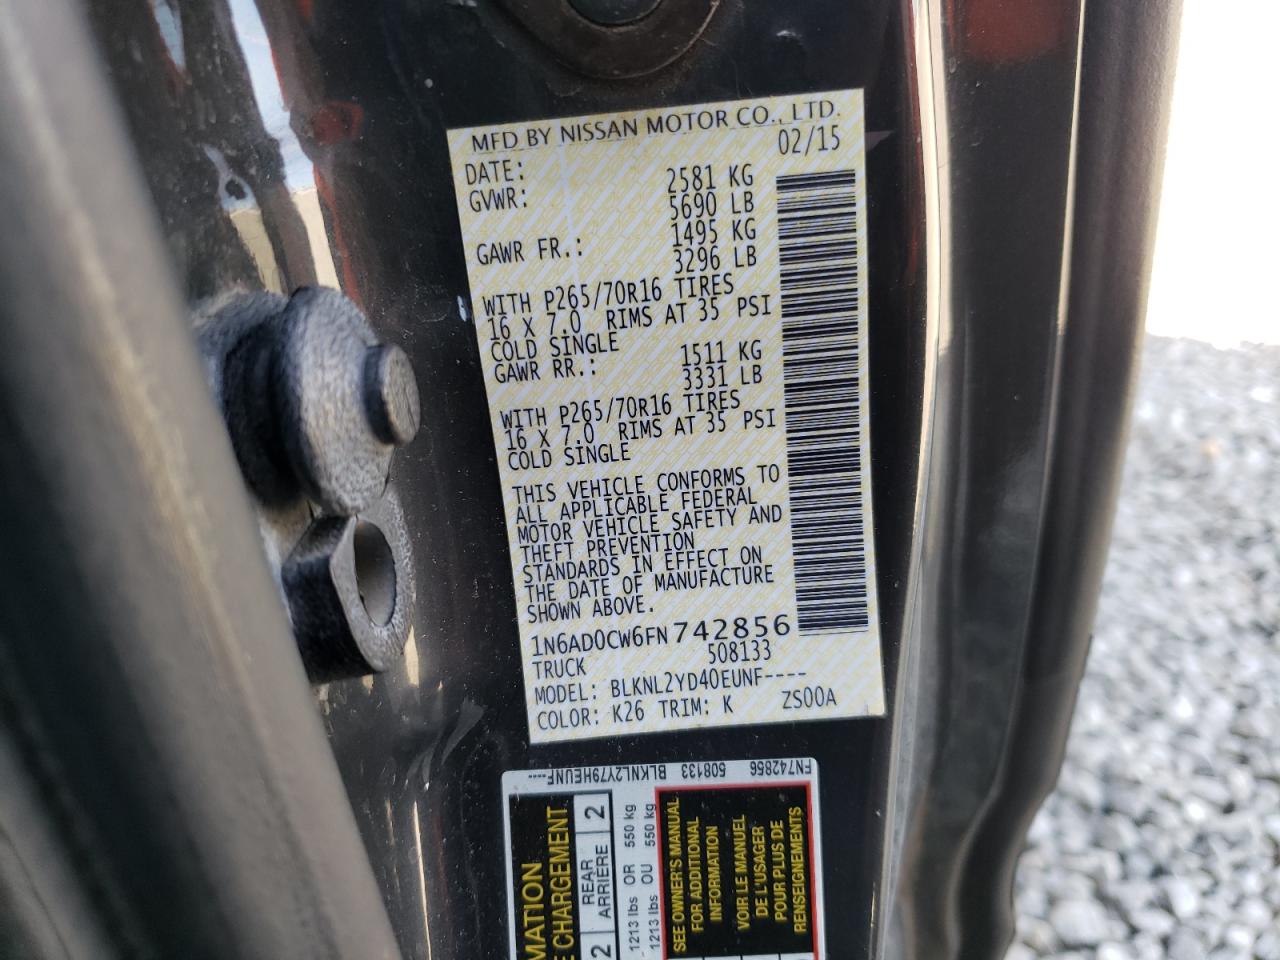 MFD BY NISSAN MOTOR CO., LTD.
DATE: 02/15
GVWR: 2581 KG
5690 LB
GAWR FR.: 1495 KG
3296 LB
WITH P265/70R16 TIRES
16 X 7.0 RIMS AT 35 PSI
COLD SINGLE
GAWR RR.: 1511 KG
3331 LB
WITH P265/70R16 TIRES
16 X 7.0 RIMS AT 35 PSI
COLD SINGLE
THIS VEHICLE CONFORMS TO
ALL APPLICABLE FEDERAL
MOTOR VEHICLE SAFETY AND
THEFT PREVENTION
STANDARDS IN EFFECT ON
THE DATE OF MANUFACTURE
SHOWN ABOVE.
1N6AD0CW6FN742856
TRUCK 508133
MODEL: BLKNL2YD40EUNF----
COLOR: K26 TRIM: K ZS00A
FN742856 508133 BLKNL2Y79HEUNF----
MATION
E CHARGEMENT
2 REAR 2
ARRIÈRE
1213 lbs OR 550 kg
1213 lbs OU 550 kg
SEE OWNER'S MANUAL
FOR ADDITIONAL
INFORMATION
VOIR LE MANUEL
DE L'USAGER
POUR PLUS DE
RENSEIGNEMENTS